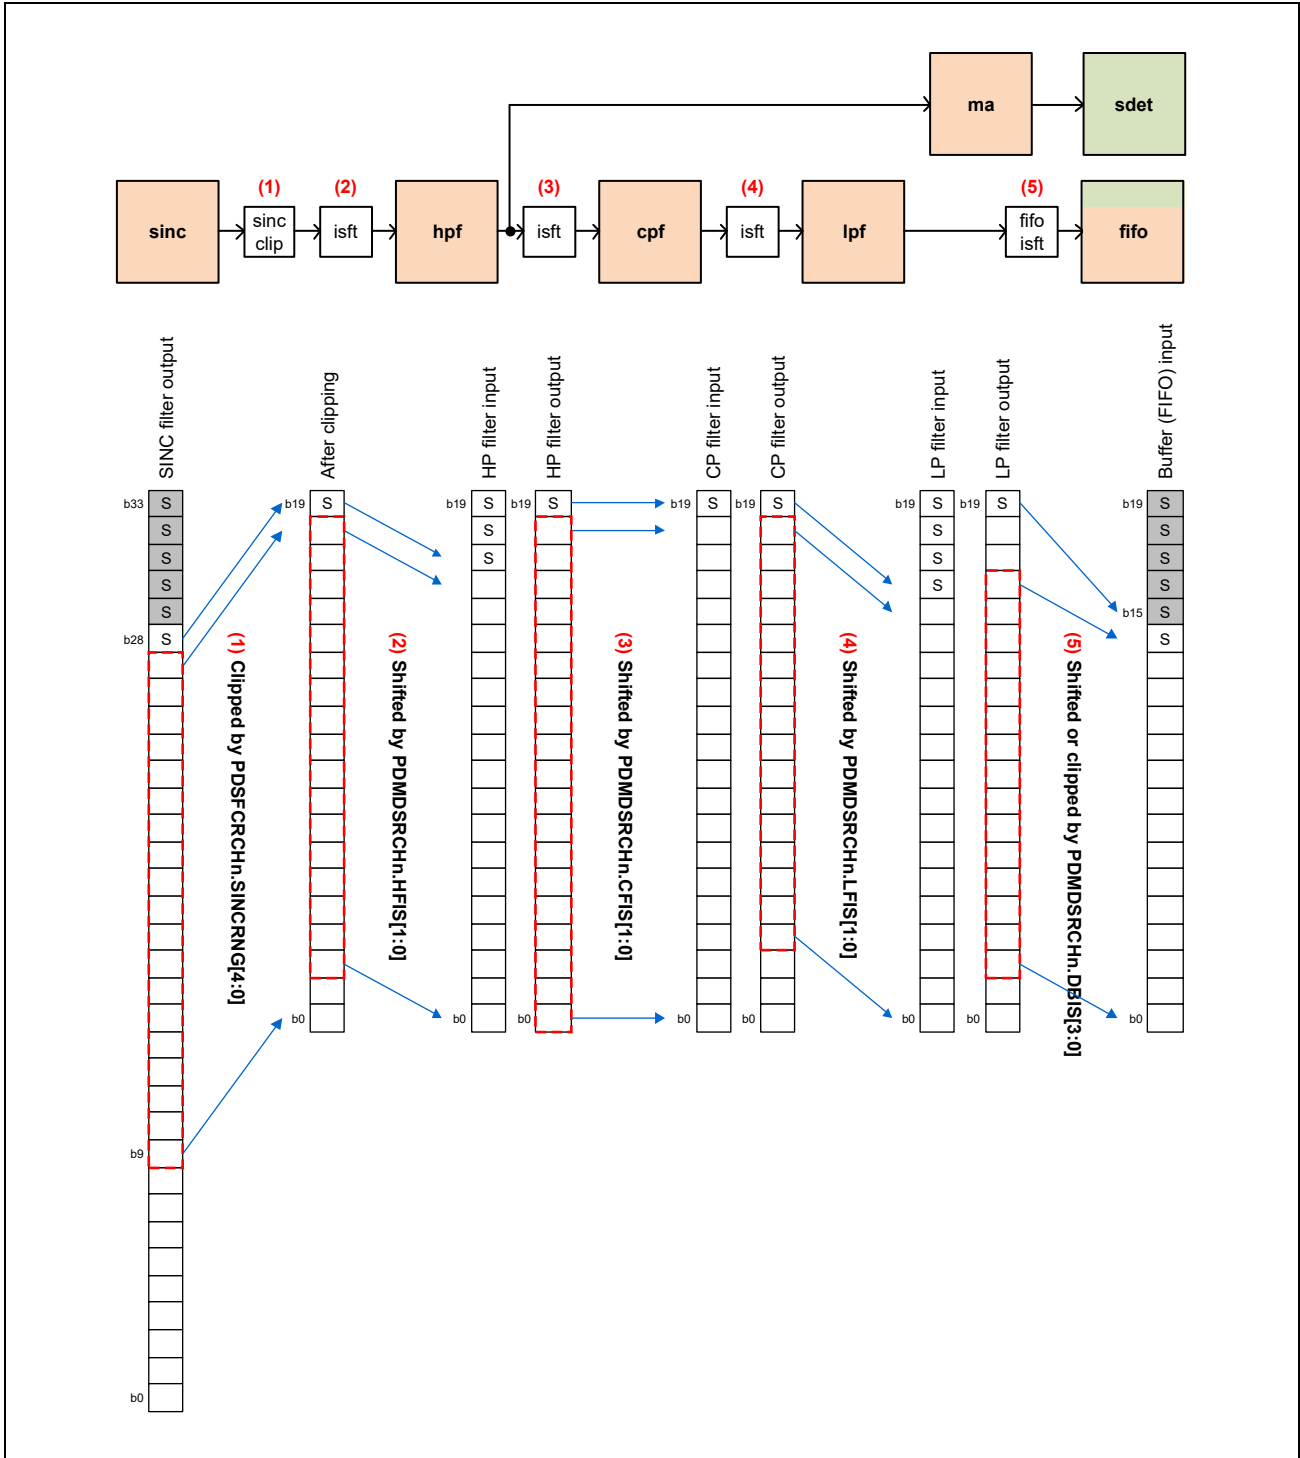 ma
sdet
(1)
(2)
(3)
(4)
(5)
sinc
sinc
clip
isft
hpf
isft
cpf
isft
lpf
fifo
isft
fifo
SINC filter output
After clipping
HP filter input
HP filter output
CP filter input
CP filter output
LP filter input
LP filter output
Buffer (FIFO) input
b33
S
b19
S
b19
S
b19
S
b19
S
b19
S
b19
S
b19
S
b19
S
S
S
S
S
S
S
S
S
S
S
S
S
b15
S
b28
S
S
(1) Clipped by PDSFCRCHn.SINCRNG[4:0]
(2) Shifted by PDMDSRCHn.HFIS[1:0]
(3) Shifted by PDMDSRCHn.CFIS[1:0]
(4) Shifted by PDMDSRCHn.LFIS[1:0]
(5) Shifted or clipped by PDMDSRCHn.DBIS[3:0]
b0
b0
b0
b0
b0
b0
b0
b0
b9
b0